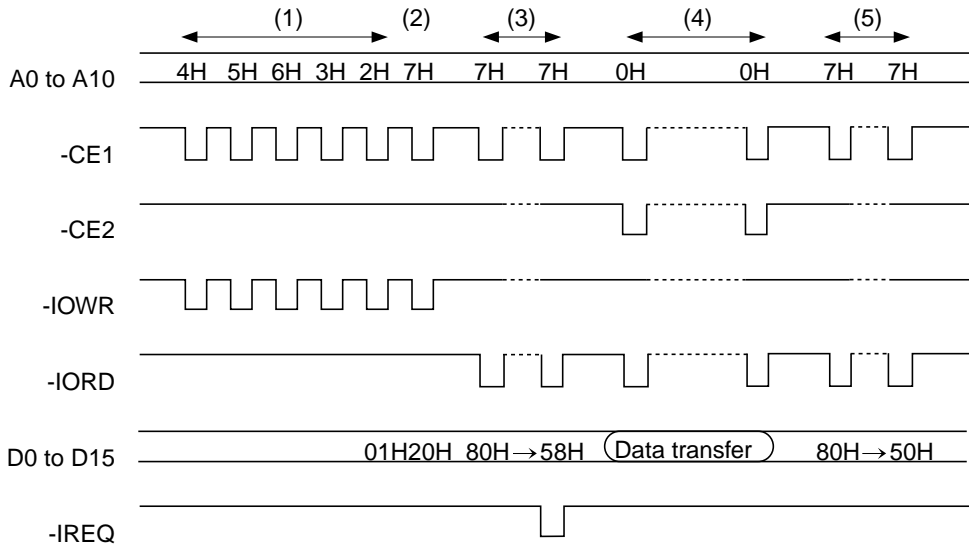 (1) (2) (3) (4) (5)
A0 to A10 4H 5H 6H 3H 2H 7H 7H 7H 0H 0H 7H 7H
-CE1
-CE2
-IOWR
-IORD
D0 to D15 01H20H 80H→58H Data transfer 80H→50H
-IREQ